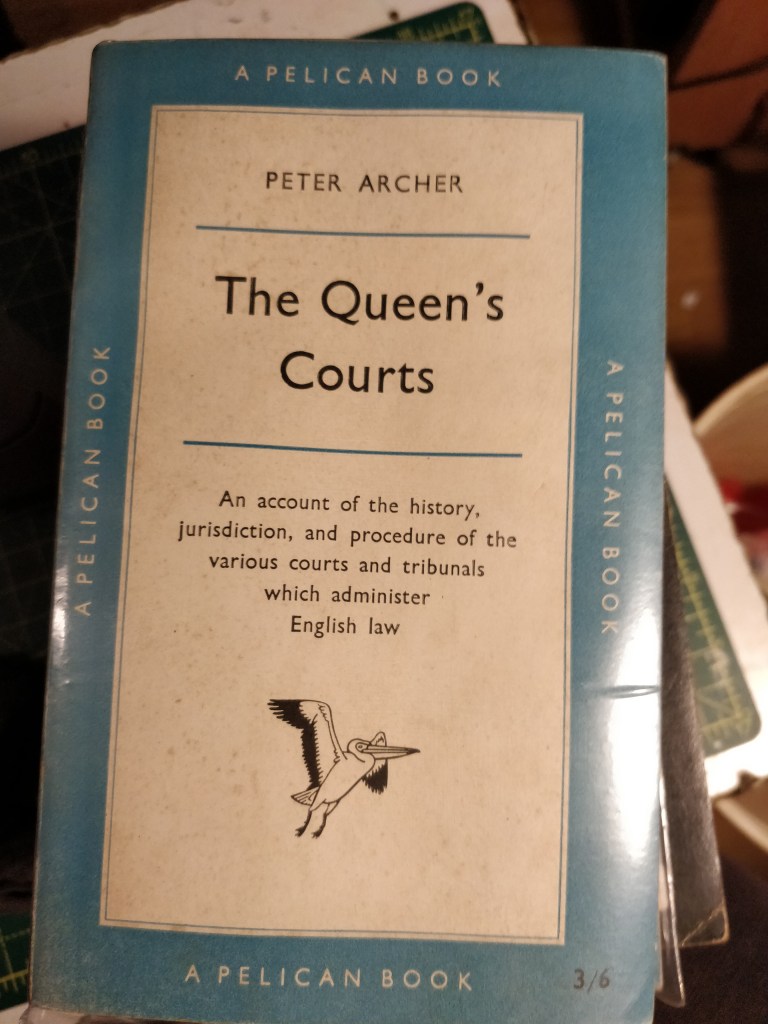 A PELICAN BOOK
PETER ARCHER
The Queen's
Courts
An account of the history,
jurisdiction, and procedure of the
various courts and tribunals
which administer
English law
A PELICAN BOOK
A PELICAN BOOK
A PELICAN BOOK
3/6